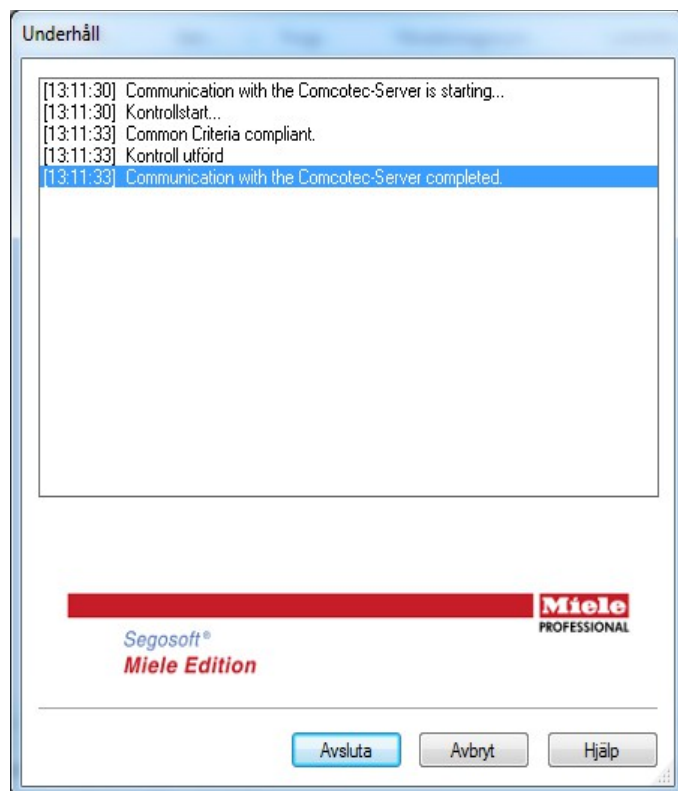 Underhåll
[13:11:30] Communication with the Comcotec-Server is starting...
[13:11:30] Kontrollstart...
[13:11:33] Common Criteria compliant.
[13:11:33] Kontroll utförd
[13:11:33] Communication with the Comcotec-Server completed.
Miele
PROFESSIONAL
Segosoft®
Miele Edition
Avsluta Avbryt Hjälp